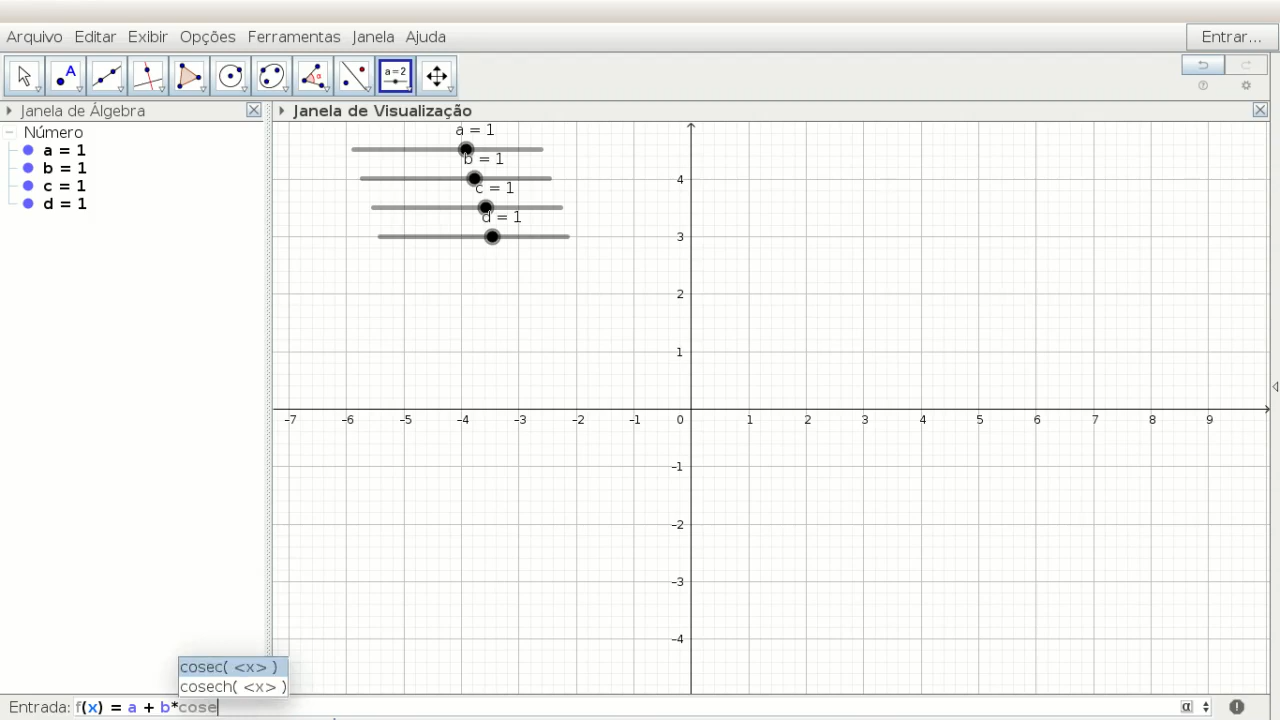 Arquivo Editar Exibir Opções Ferramentas Janela Ajuda Entrar...
A α a=2
Janela de Álgebra Janela de Visualização
Número
a = 1
b = 1
c = 1
d = 1
a = 1
b = 1
c = 1
d = 1
4
3
2
1
-7 -6 -5 -4 -3 -2 -1 0 1 2 3 4 5 6 7 8 9
-1
-2
-3
-4
cosec( <x> )
cosech( <x> )
Entrada: f(x) = a + b*cose α